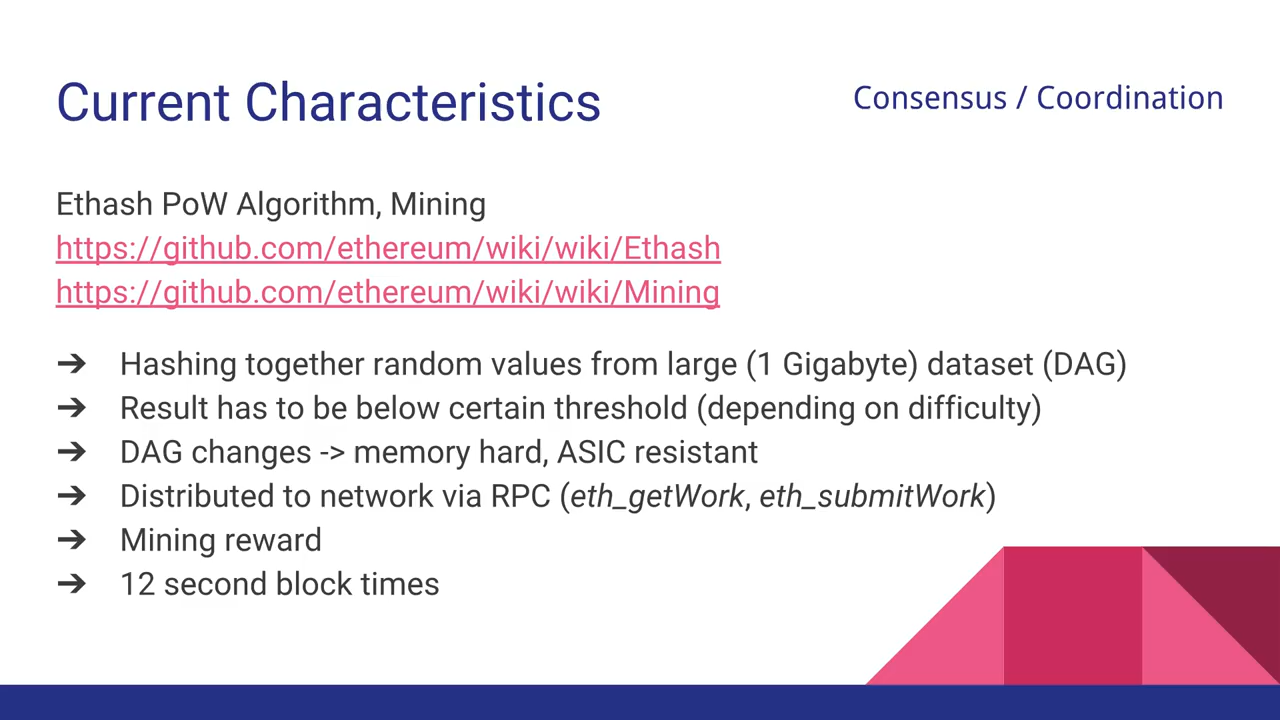 Current Characteristics
Consensus / Coordination
Ethash PoW Algorithm, Mining
https://github.com/ethereum/wiki/wiki/Ethash
https://github.com/ethereum/wiki/wiki/Mining
➔ Hashing together random values from large (1 Gigabyte) dataset (DAG)
➔ Result has to be below certain threshold (depending on difficulty)
➔ DAG changes -> memory hard, ASIC resistant
➔ Distributed to network via RPC (eth_getWork, eth_submitWork)
➔ Mining reward
➔ 12 second block times